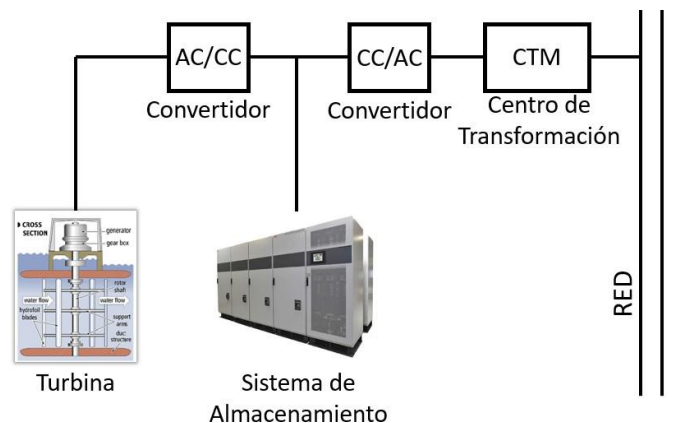 AC/CC
CC/AC
CTM
Convertidor
Convertidor
Centro de
Transformación
CROSS
SECTION
generator
gear box
rotor
shaft
water flow
water flow
hydrofoil
blades
support
arms
duct
structure
RED
Turbina
Sistema de
Almacenamiento